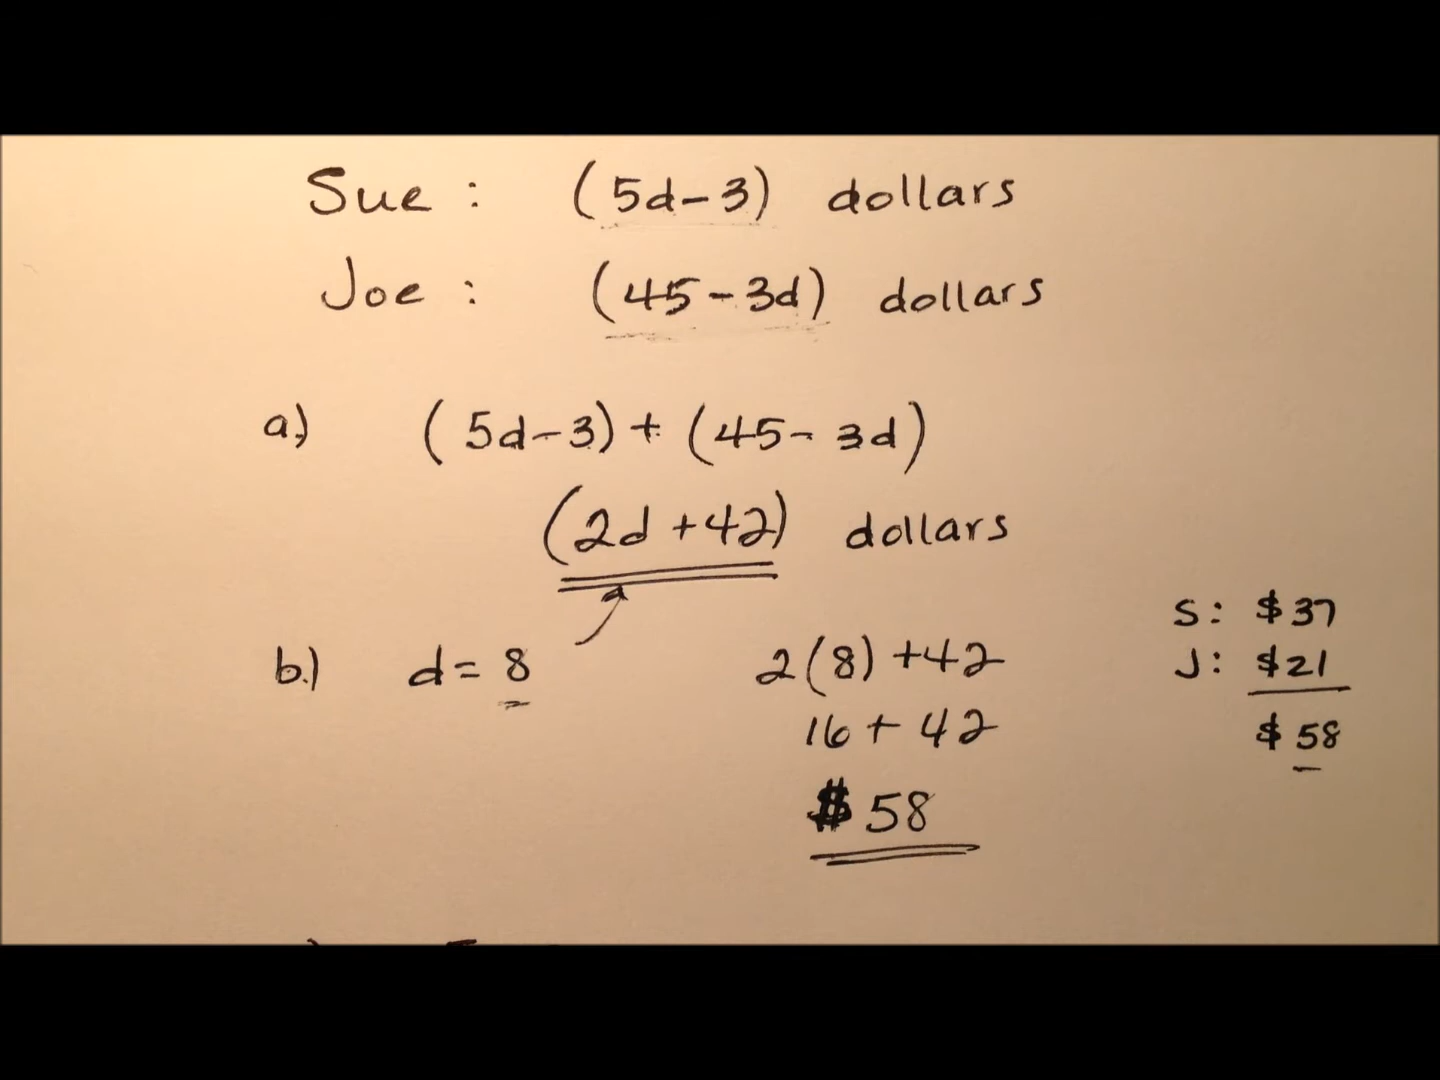 Sue : (5d-3) dollars
Joe : (45-3d) dollars
a.) (5d-3)+(45-3d)
(2d+42) dollars
b.) d= 8 2(8)+42
16+42
$58
S: $37
J: $21
$58